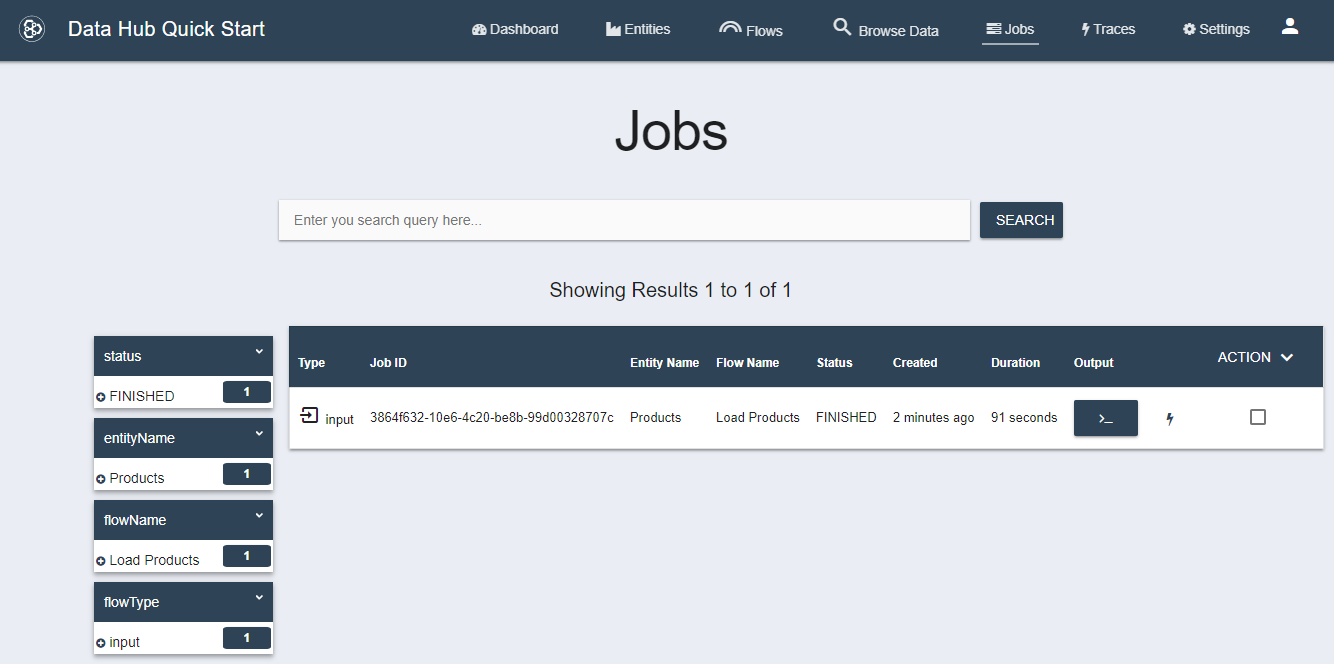 Data Hub Quick Start Dashboard Entities Flows Browse Data Jobs Traces Settings
Jobs
Enter you search query here... SEARCH
Showing Results 1 to 1 of 1
status
FINISHED 1
entityName
Products 1
flowName
Load Products 1
flowType
input 1
Type Job ID Entity Name Flow Name Status Created Duration Output ACTION
input 3864f632-10e6-4c20-be8b-99d00328707c Products Load Products FINISHED 2 minutes ago 91 seconds >_